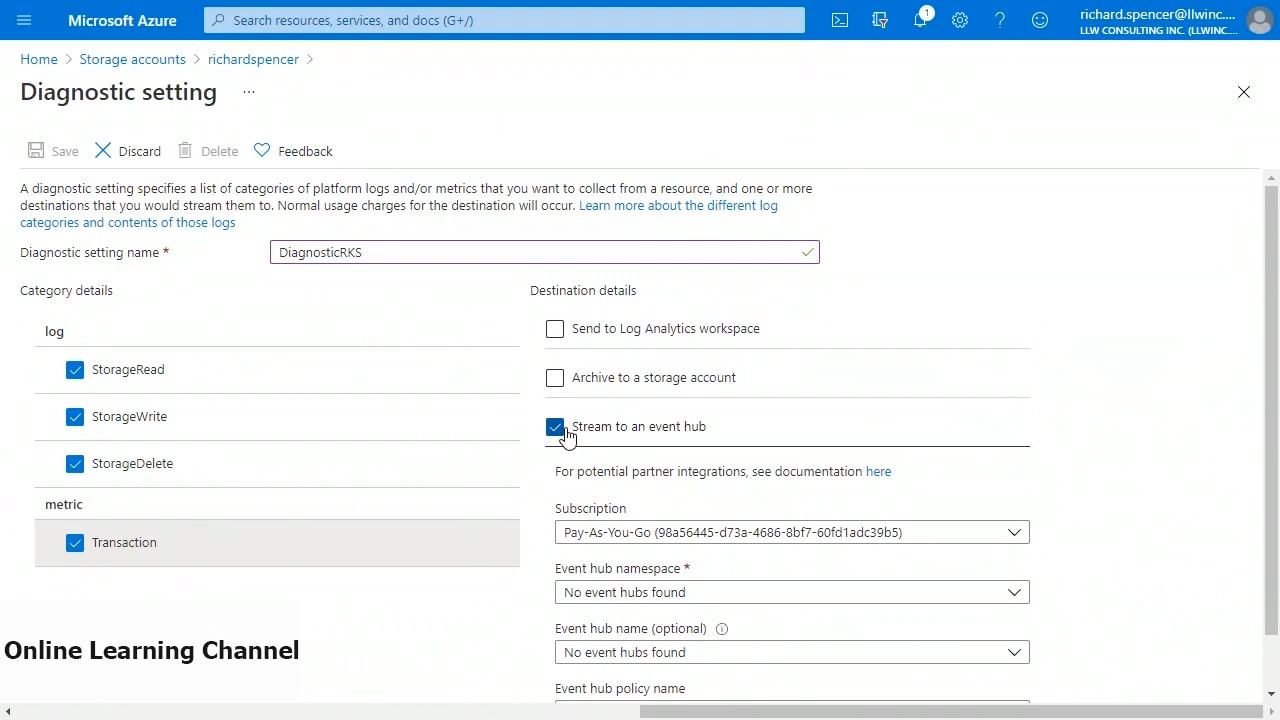 Microsoft Azure
Search resources, services, and docs (G+/)
1
richard.spencer@llwinc....
LLW CONSULTING INC. (LLWINC....
Home > Storage accounts > richardspencer >
Diagnostic setting ...
Save Discard Delete Feedback
A diagnostic setting specifies a list of categories of platform logs and/or metrics that you want to collect from a resource, and one or more
destinations that you would stream them to. Normal usage charges for the destination will occur. Learn more about the different log
categories and contents of those logs
Diagnostic setting name * DiagnosticRKS
Category details
log
StorageRead
StorageWrite
StorageDelete
metric
Transaction
Destination details
Send to Log Analytics workspace
Archive to a storage account
Stream to an event hub
For potential partner integrations, see documentation here
Subscription
Pay-As-You-Go (98a56445-d73a-4686-8bf7-60fd1adc39b5)
Event hub namespace *
No event hubs found
Event hub name (optional)
No event hubs found
Event hub policy name
Online Learning Channel